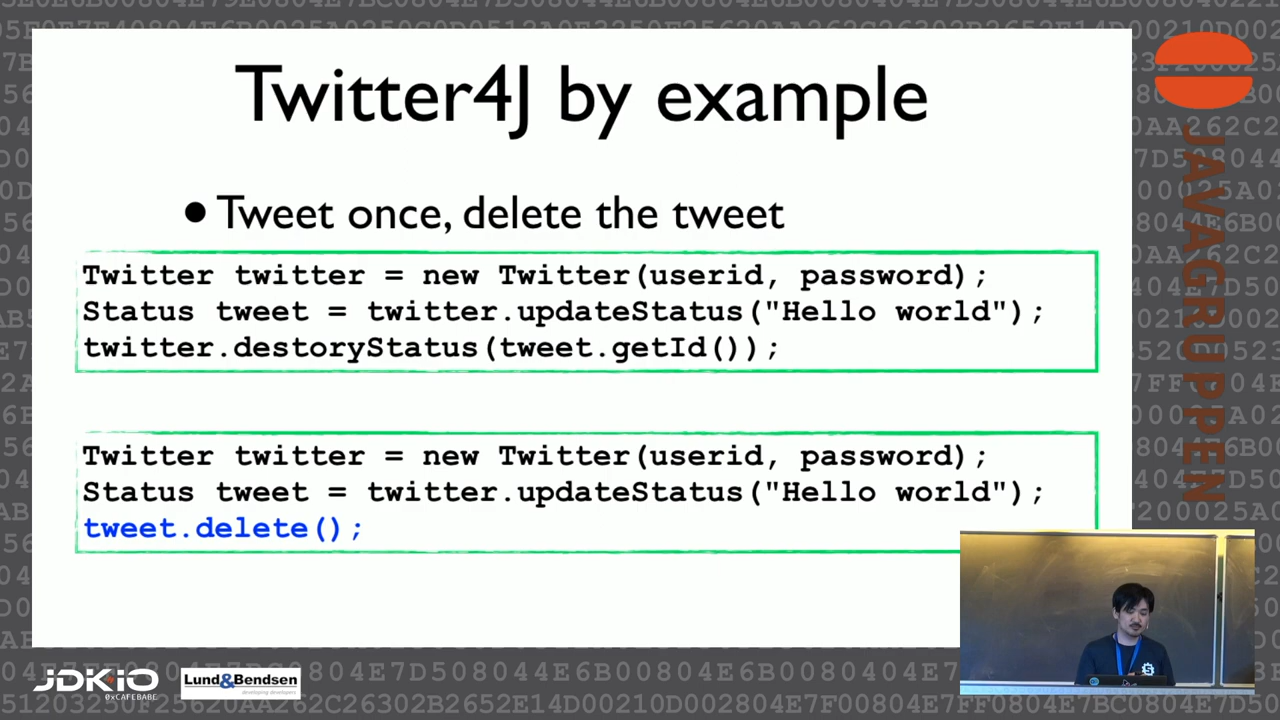 Twitter4J by example
•Tweet once, delete the tweet
Twitter twitter = new Twitter(userid, password);
Status tweet = twitter.updateStatus("Hello world");
twitter.destoryStatus(tweet.getId());
Twitter twitter = new Twitter(userid, password);
Status tweet = twitter.updateStatus("Hello world");
tweet.delete();
JAVAGRUPPEN
JDKIO
0xCAFEBABE
Lund&Bendsen
developing developers